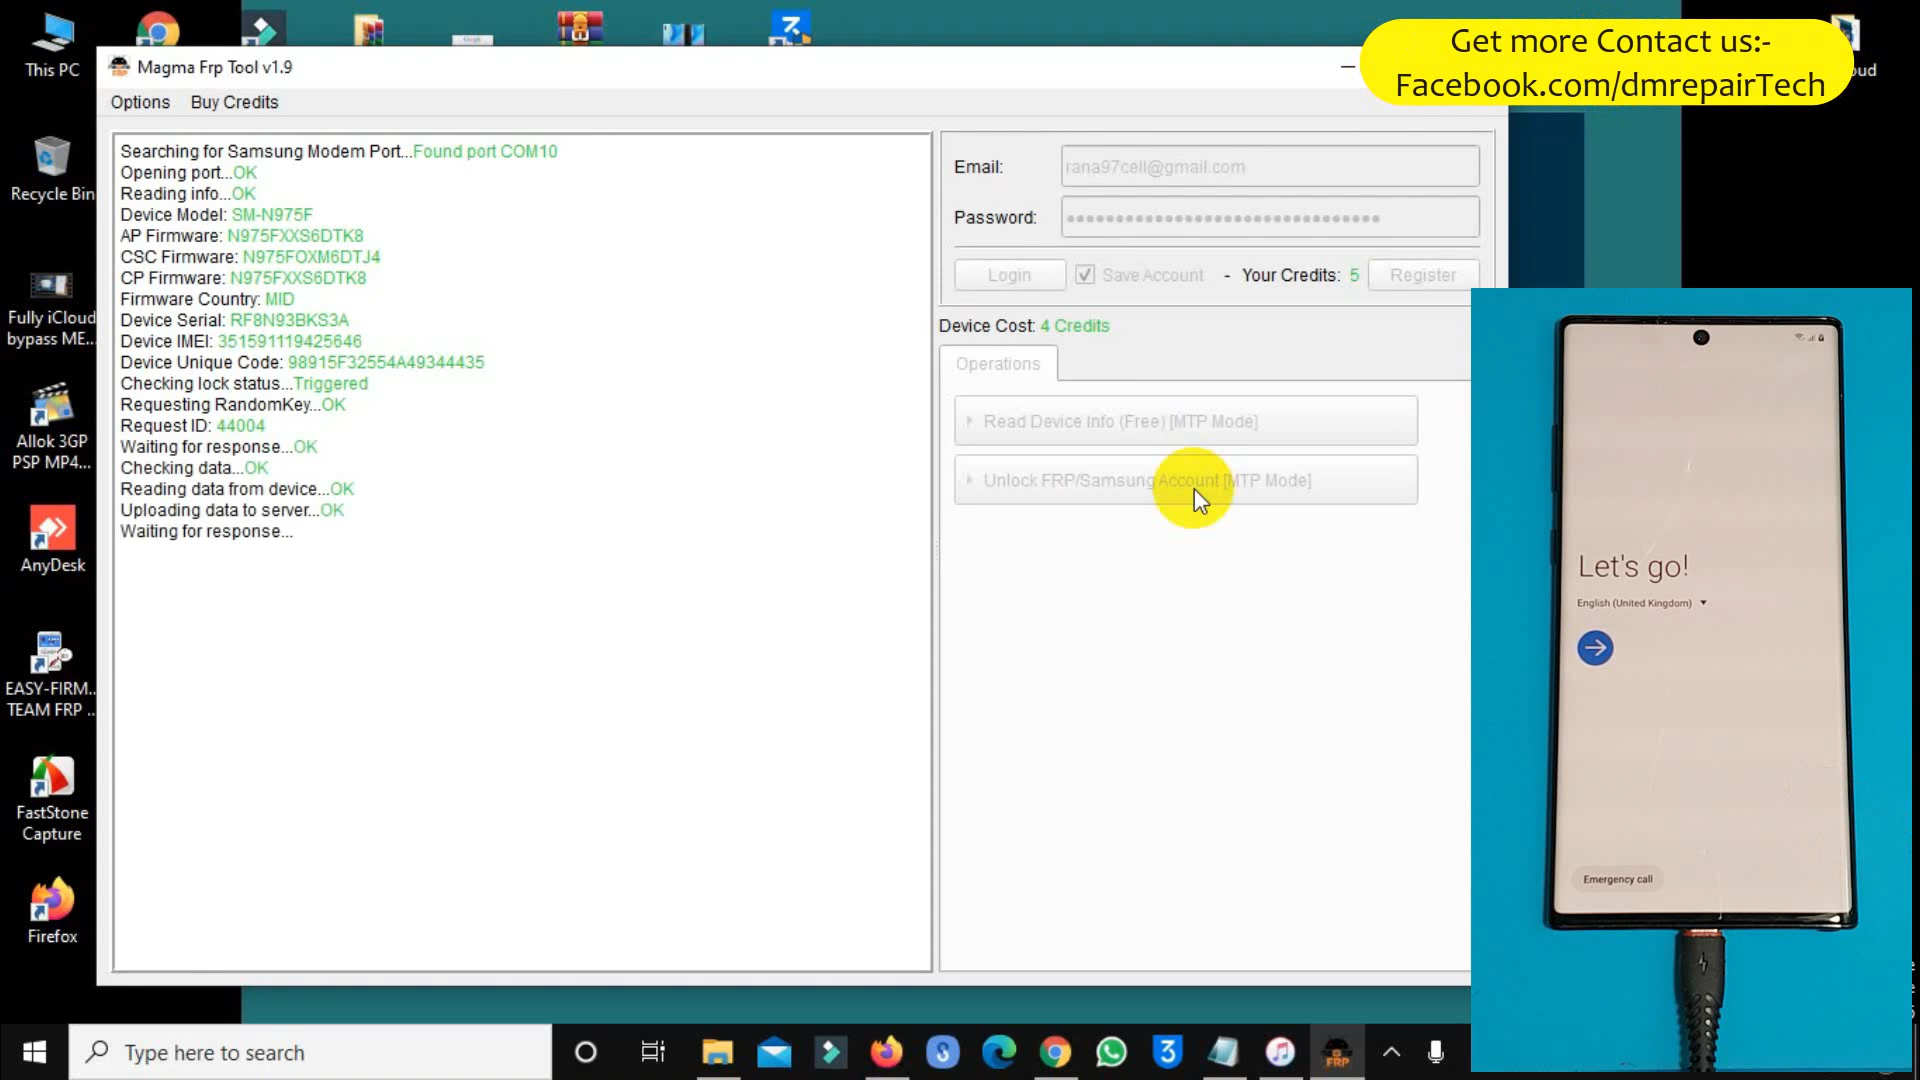 Get more Contact us:-
Facebook.com/dmrepairTech
This PC
Recycle Bin
Fully iCloud
bypass ME...
Allok 3GP
PSP MP4...
AnyDesk
EASY-FIRM...
TEAM FRP ...
FastStone
Capture
Firefox
Google
oud
Magma Frp Tool v1.9
Options Buy Credits
Searching for Samsung Modem Port...Found port COM10
Opening port...OK
Reading info...OK
Device Model: SM-N975F
AP Firmware: N975FXXS6DTK8
CSC Firmware: N975FOXM6DTJ4
CP Firmware: N975FXXS6DTK8
Firmware Country: MID
Device Serial: RF8N93BKS3A
Device IMEI: 351591119425646
Device Unique Code: 98915F32554A49344435
Checking lock status...Triggered
Requesting RandomKey...OK
Request ID: 44004
Waiting for response...OK
Checking data...OK
Reading data from device...OK
Uploading data to server...OK
Waiting for response...
Email: rana97cell@gmail.com
Password:
Login Save Account - Your Credits: 5 Register
Device Cost: 4 Credits
Operations
Read Device Info (Free) [MTP Mode]
Unlock FRP/Samsung Account [MTP Mode]
Let's go!
English (United Kingdom)
Emergency call
Type here to search
FRP